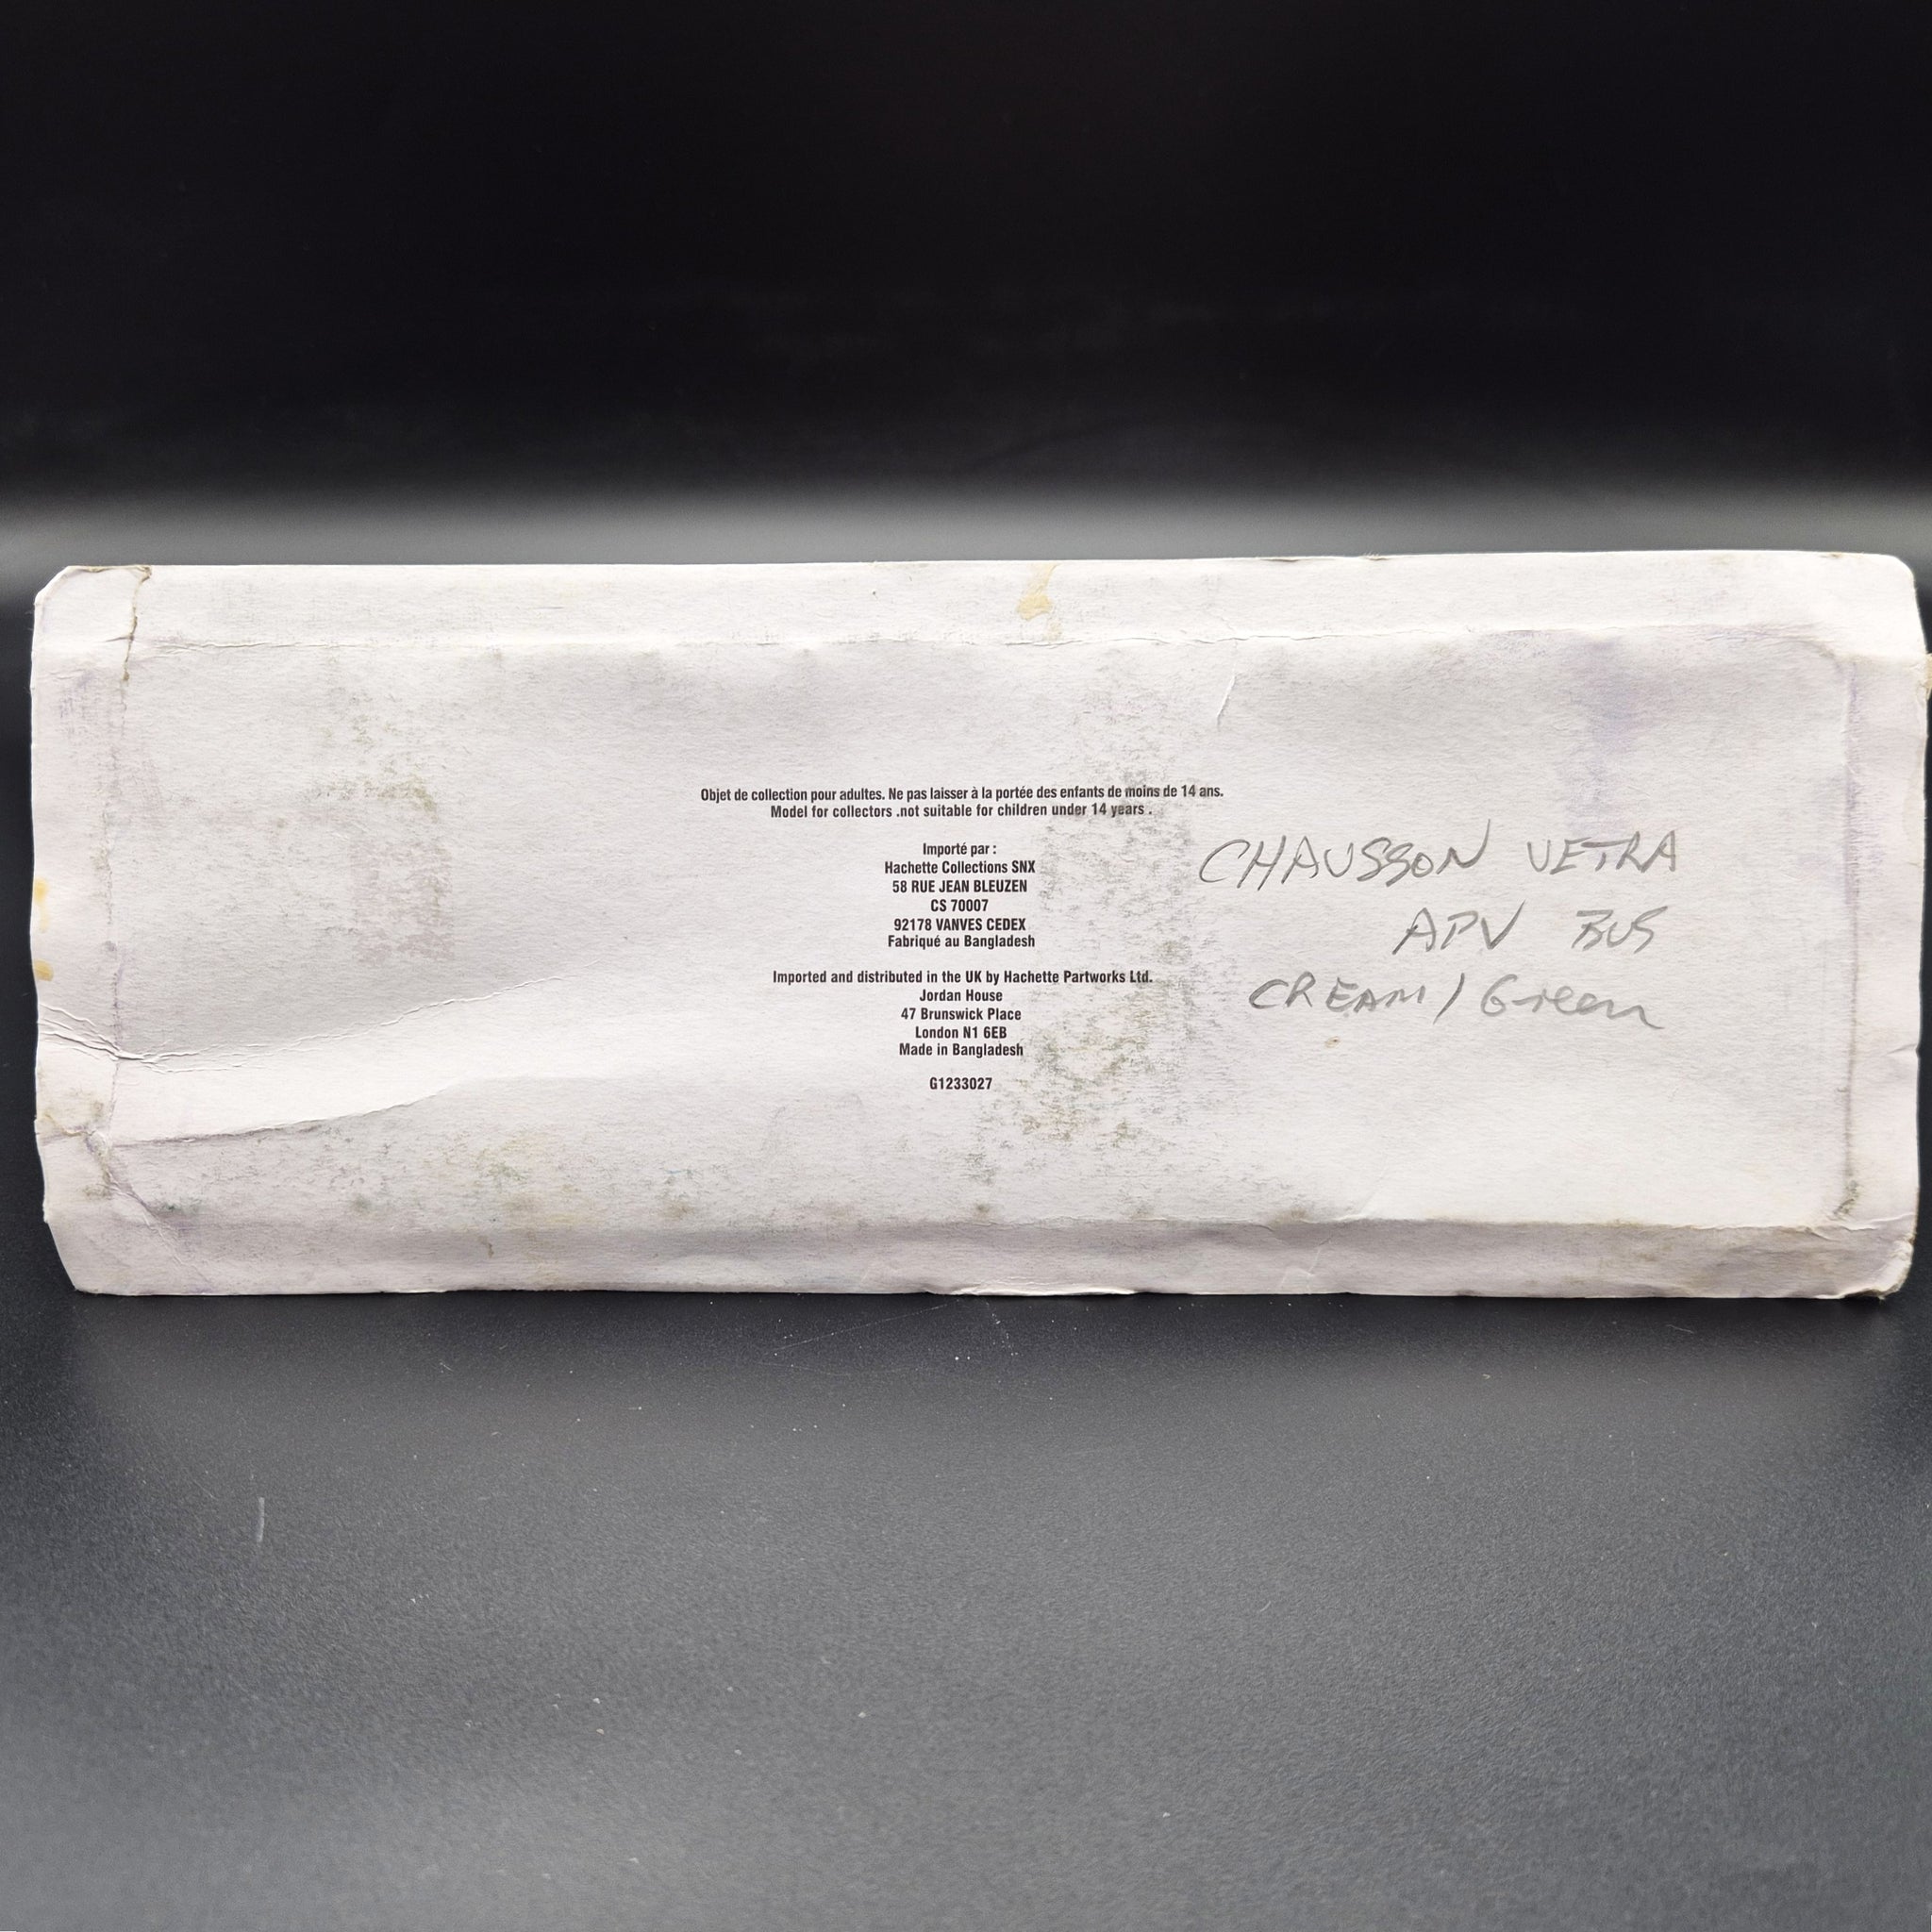 Objet de collection pour adultes. Ne pas laisser à la portée des enfants de moins de 14 ans.
Model for collectors .not suitable for children under 14 years .
Importé par :
Hachette Collections SNX
58 RUE JEAN BLEUZEN
CS 70007
92178 VANVES CEDEX
Fabriqué au Bangladesh
Imported and distributed in the UK by Hachette Partworks Ltd.
Jordan House
47 Brunswick Place
London N1 6EB
Made in Bangladesh
G1233027
CHAUSSON VETRA
APV BUS
CREAM / Green